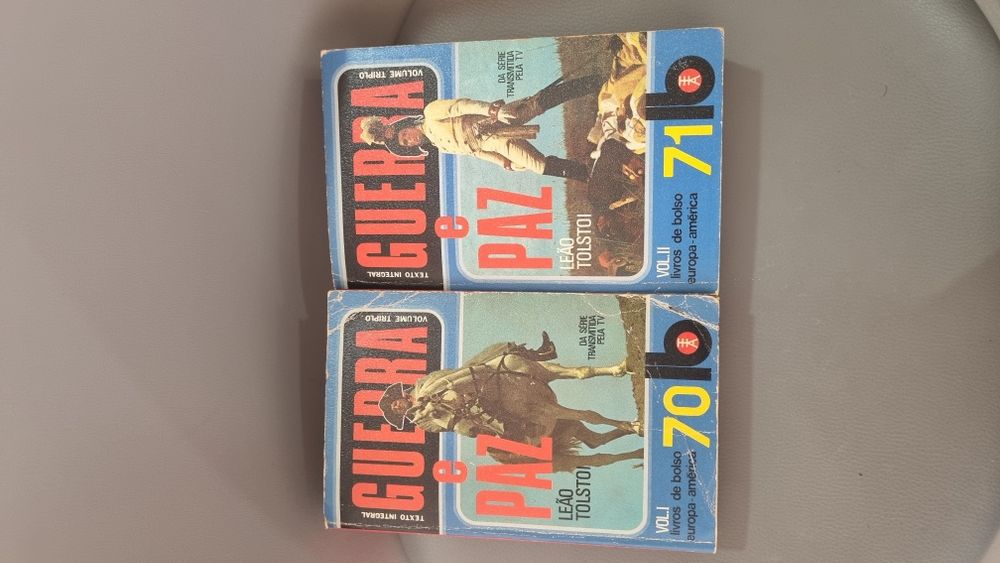 TEXTO INTEGRAL
VOLUME TRIPLO
GUERRA
e
PAZ
LEÃO
TOLSTOI
DA SÉRIE
TRANSMITIDA
PELA TV
VOL.I
livros de bolso
europa-américa
70
TEXTO INTEGRAL
VOLUME TRIPLO
GUERRA
e
PAZ
LEÃO
TOLSTOI
DA SÉRIE
TRANSMITIDA
PELA TV
VOL.II
livros de bolso
europa-américa
71